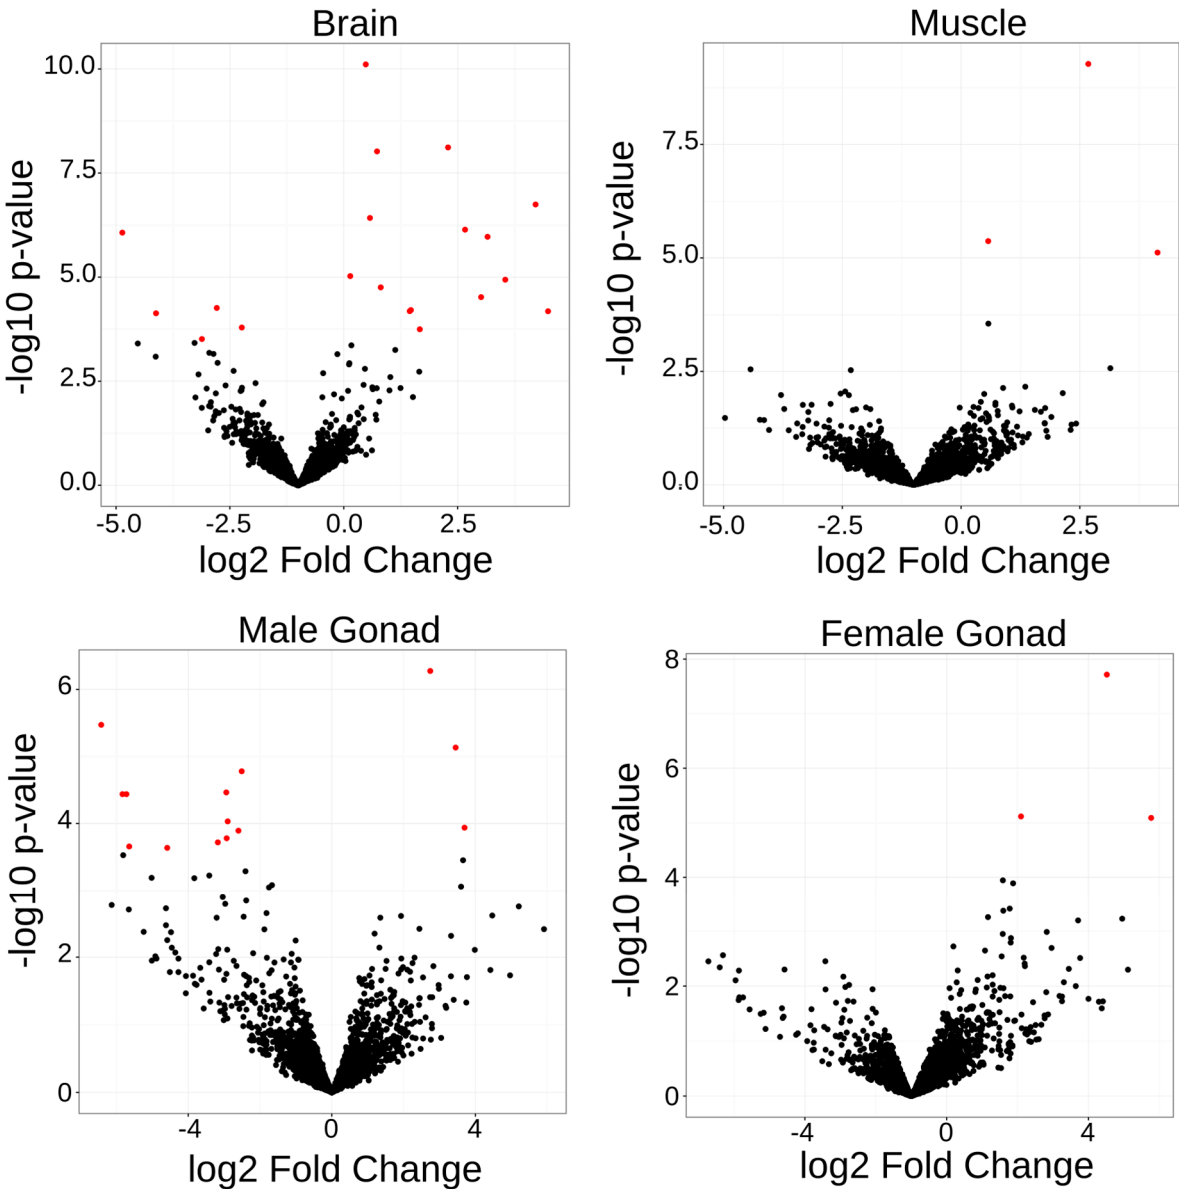 Brain
-log10 p-value
10.0
7.5
5.0
2.5
0.0
-5.0 -2.5 0.0 2.5
log2 Fold Change
Muscle
-log10 p-value
7.5
5.0
2.5
0.0
-5.0 -2.5 0.0 2.5
log2 Fold Change
Male Gonad
-log10 p-value
6
4
2
0
-4 0 4
log2 Fold Change
Female Gonad
-log10 p-value
8
6
4
2
0
-4 0 4
log2 Fold Change